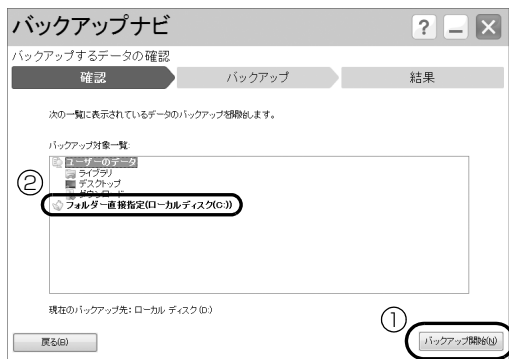 バックアップナビ
?
バックアップするデータの確認
確認 バックアップ 結果
次の一覧に表示されているデータのバックアップを開始します。
バックアップ対象一覧:
ユーザーのデータ
ライブラリ
デスクトップ
ダウンロード
② フォルダー直接指定(ローカルディスク(C:))
現在のバックアップ先: ローカル ディスク (D:)
①
戻る(B) バックアップ開始(N)